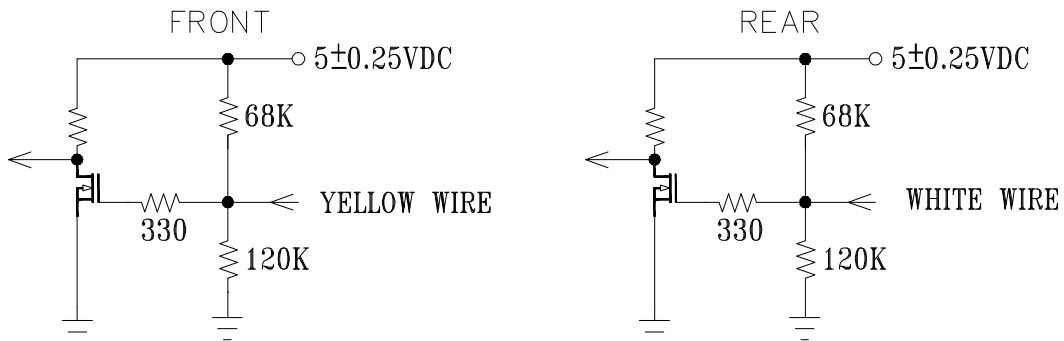 FRONT
5±0.25VDC
68K
YELLOW WIRE
330
120K
REAR
5±0.25VDC
68K
WHITE WIRE
330
120K